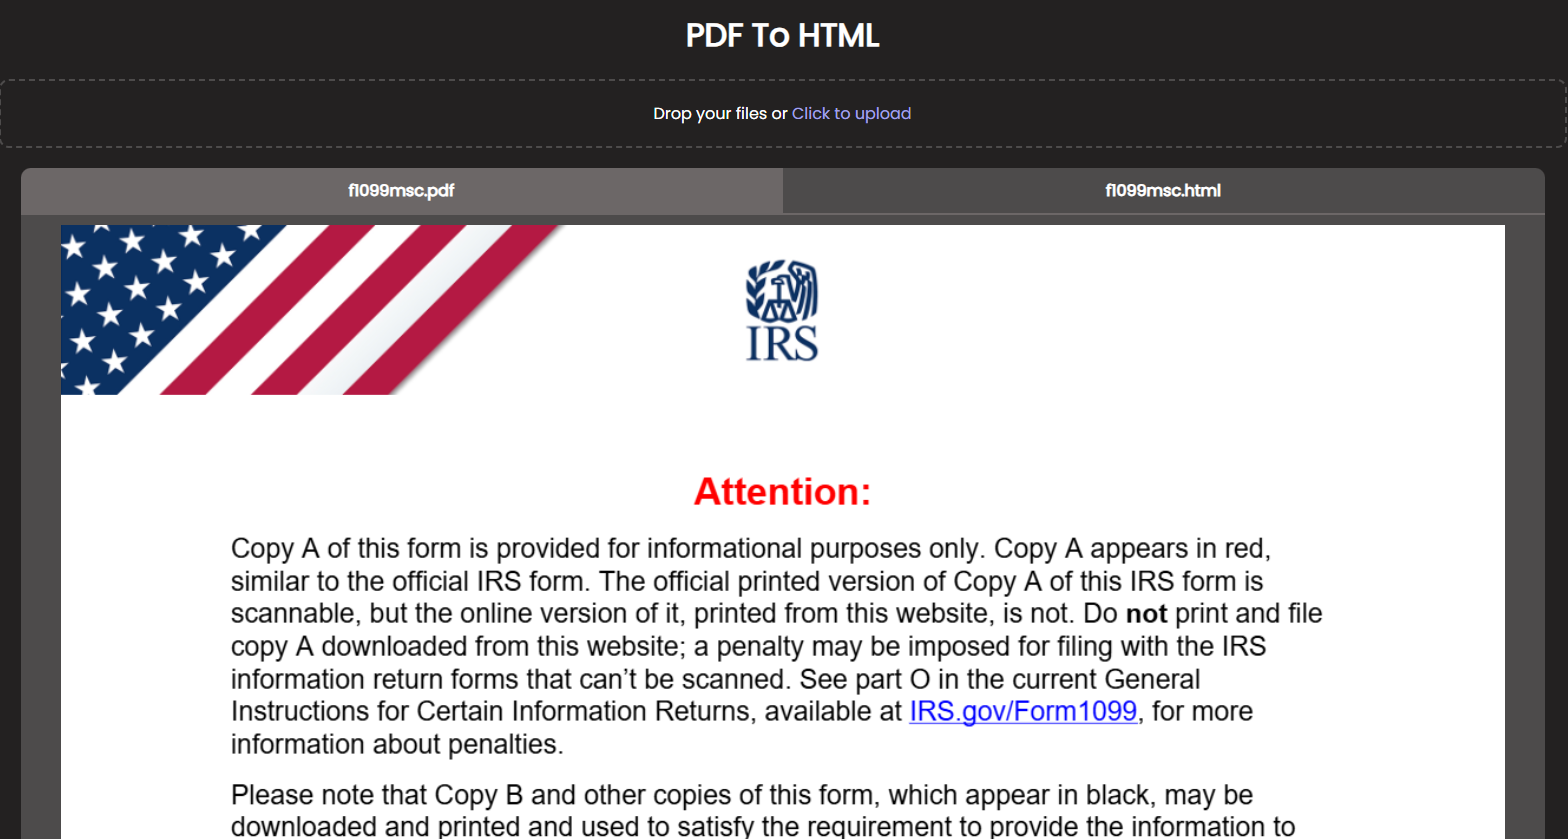 PDF To HTML
Drop your files or Click to upload
f1099msc.pdf
f1099msc.html
IRS
Attention:
Copy A of this form is provided for informational purposes only. Copy A appears in red,
similar to the official IRS form. The official printed version of Copy A of this IRS form is
scannable, but the online version of it, printed from this website, is not. Do not print and file
copy A downloaded from this website; a penalty may be imposed for filing with the IRS
information return forms that can’t be scanned. See part O in the current General
Instructions for Certain Information Returns, available at IRS.gov/Form1099, for more
information about penalties.
Please note that Copy B and other copies of this form, which appear in black, may be
downloaded and printed and used to satisfy the requirement to provide the information to